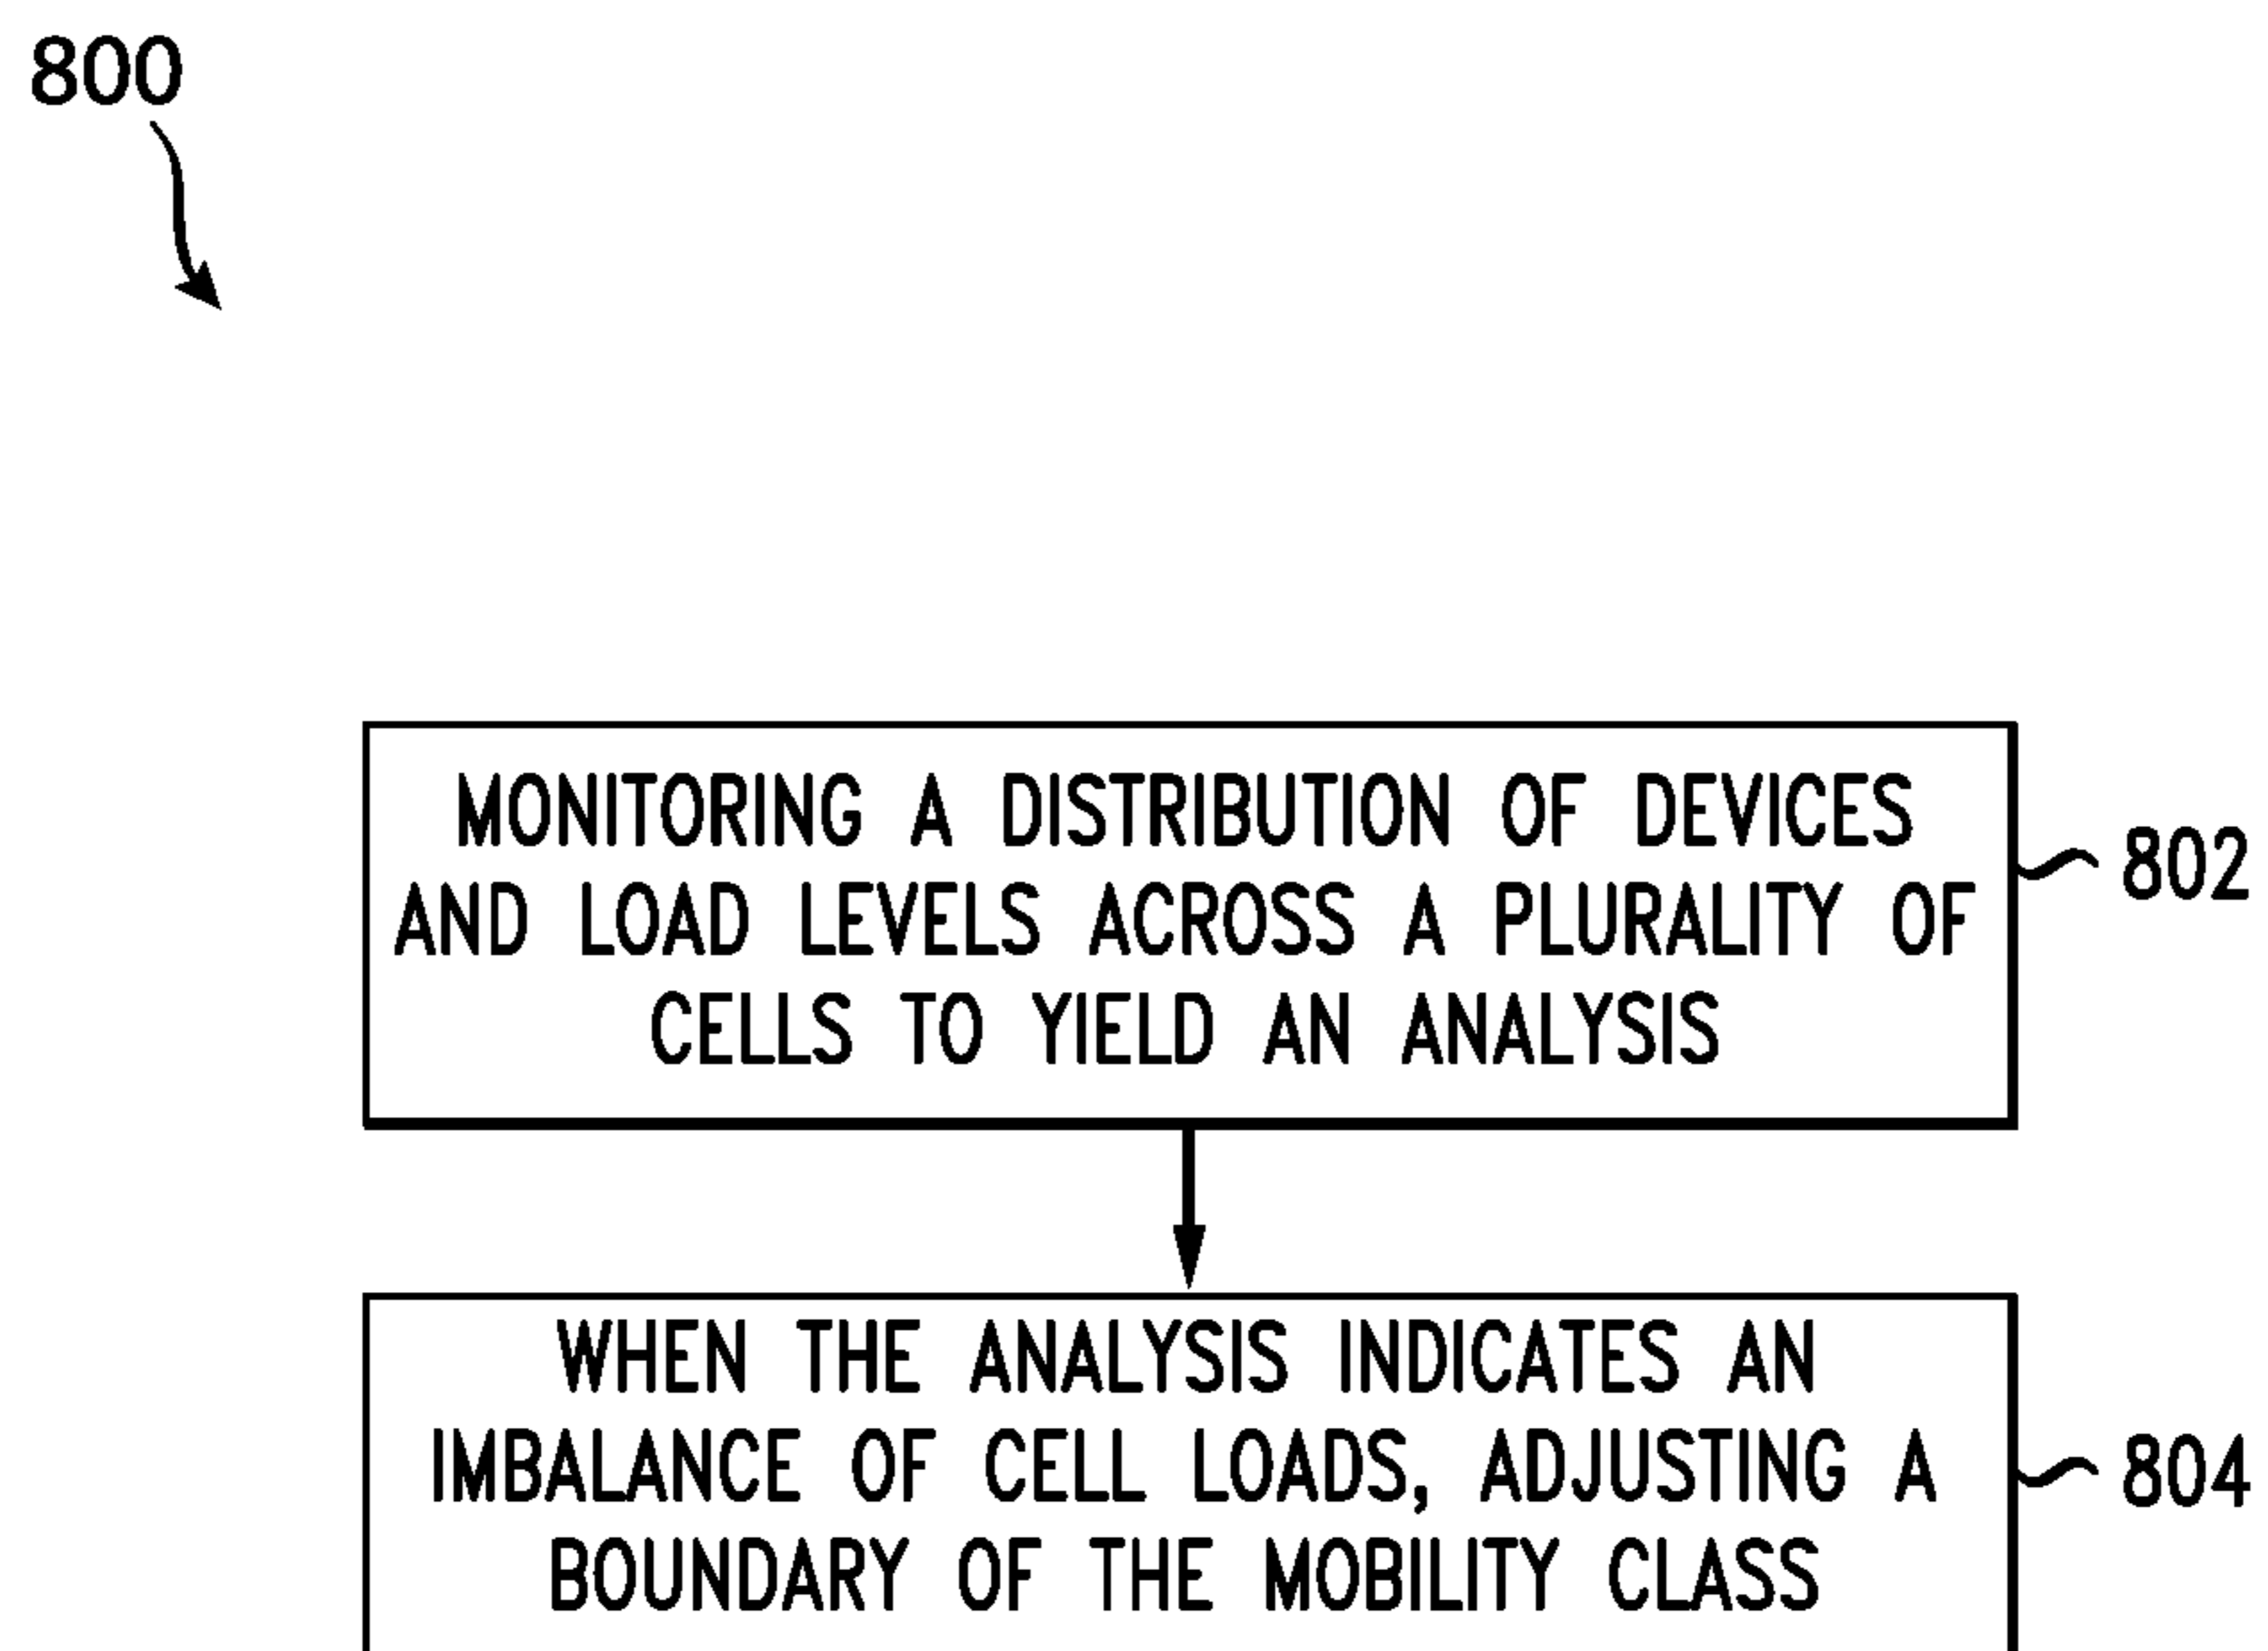 800
MONITORING A DISTRIBUTION OF DEVICES
AND LOAD LEVELS ACROSS A PLURALITY OF
CELLS TO YIELD AN ANALYSIS
802
WHEN THE ANALYSIS INDICATES AN
IMBALANCE OF CELL LOADS, ADJUSTING A
BOUNDARY OF THE MOBILITY CLASS
804